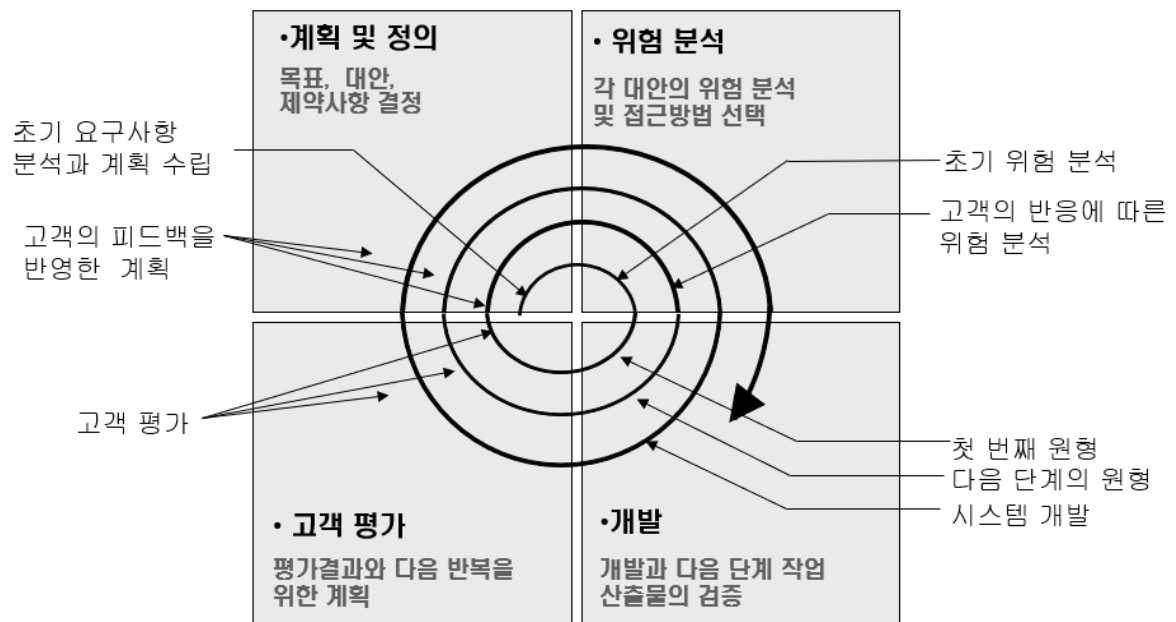 •계획 및 정의
목표, 대안,
제약사항 결정
• 위험 분석
각 대안의 위험 분석
및 접근방법 선택
초기 요구사항
분석과 계획 수립
고객의 피드백을
반영한 계획
초기 위험 분석
고객의 반응에 따른
위험 분석
고객 평가
첫 번째 원형
다음 단계의 원형
시스템 개발
• 고객 평가
평가결과와 다음 반복을
위한 계획
•개발
개발과 다음 단계 작업
산출물의 검증